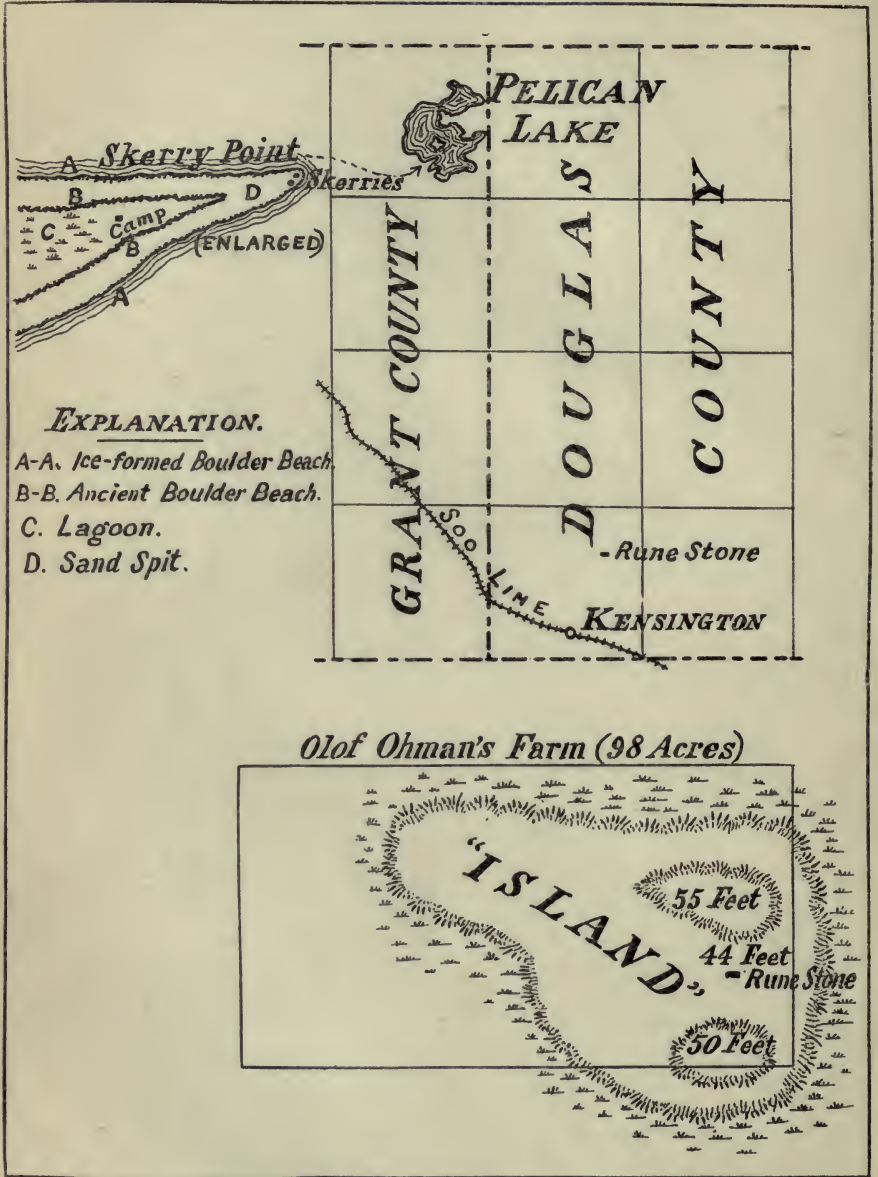 PELICAN
LAKE
Skerry Point
Skerries
A
B
D
C
Camp
B
(ENLARGED)
A
GRANT COUNTY
DOUGLAS
COUNTY
EXPLANATION.
A-A. Ice-formed Boulder Beach.
B-B. Ancient Boulder Beach.
C. Lagoon.
D. Sand Spit.
SOO LINE
-Rune Stone
KENSINGTON
Olof Ohman's Farm (98 Acres)
"ISLAND"
55 Feet
44 Feet
-Rune Stone
50 Feet